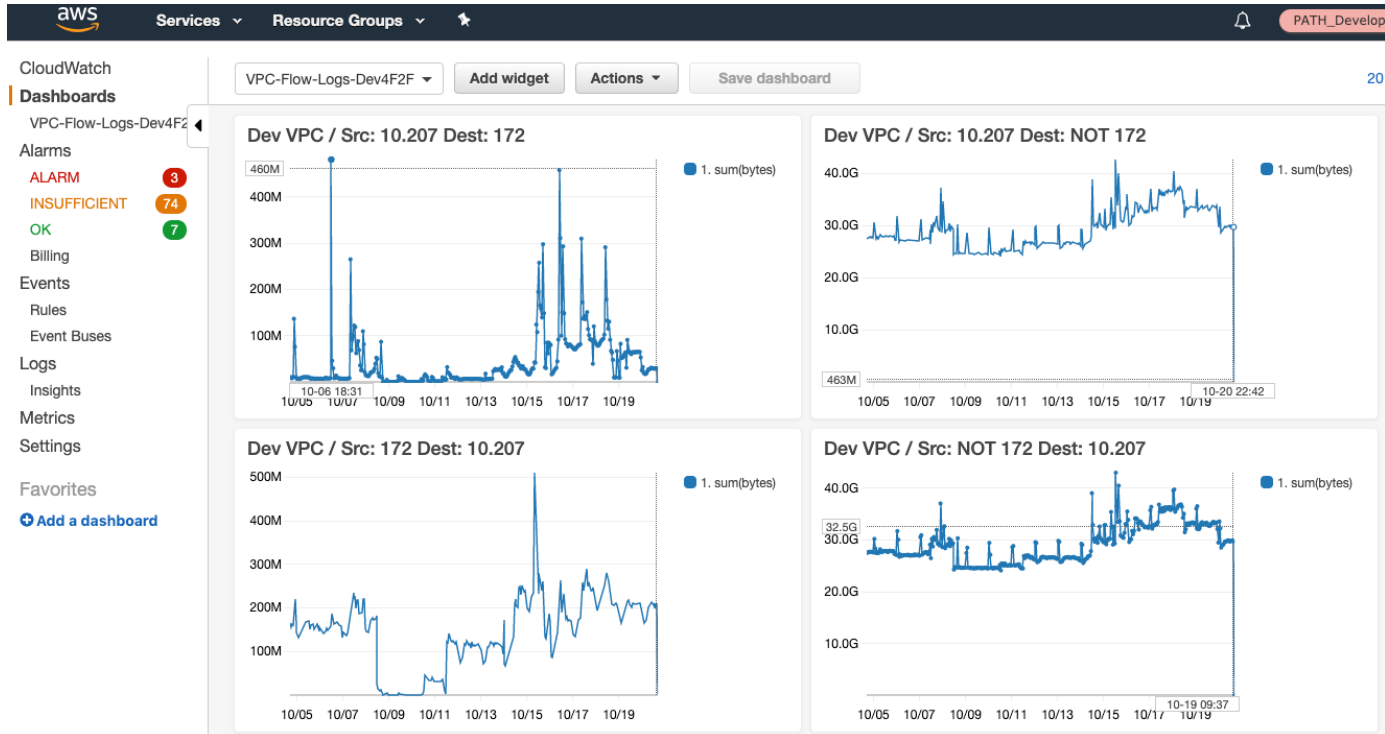 aws Services Resource Groups PATH_Develop
CloudWatch
Dashboards
VPC-Flow-Logs-Dev4F2
Alarms
ALARM 3
INSUFFICIENT 74
OK 7
Billing
Events
Rules
Event Buses
Logs
Insights
Metrics
Settings
Favorites
Add a dashboard
VPC-Flow-Logs-Dev4F2F Add widget Actions Save dashboard 20
Dev VPC / Src: 10.207 Dest: 172
1. sum(bytes)
460M
400M
300M
200M
100M
10-06 18:31
10/05 10/07 10/09 10/11 10/13 10/15 10/17 10/19
Dev VPC / Src: 10.207 Dest: NOT 172
1. sum(bytes)
40.0G
30.0G
20.0G
10.0G
463M
10-20 22:42
10/05 10/07 10/09 10/11 10/13 10/15 10/17 10/19
Dev VPC / Src: 172 Dest: 10.207
1. sum(bytes)
500M
400M
300M
200M
100M
10/05 10/07 10/09 10/11 10/13 10/15 10/17 10/19
Dev VPC / Src: NOT 172 Dest: 10.207
1. sum(bytes)
40.0G
32.5G
30.0G
20.0G
10.0G
10-19 09:37
10/05 10/07 10/09 10/11 10/13 10/15 10/17 10/19